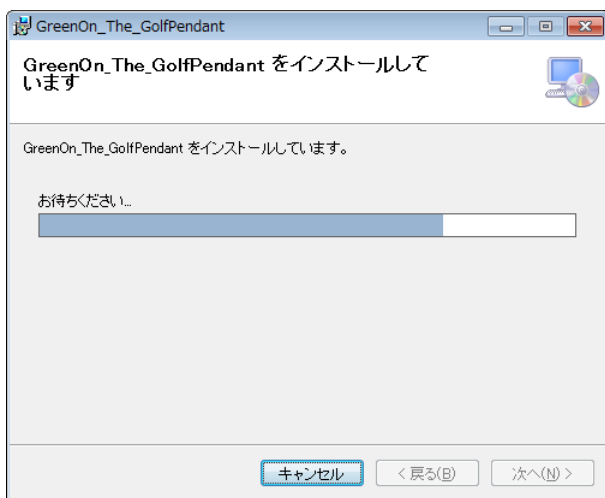 GreenOn_The_GolfPendant
GreenOn_The_GolfPendant をインストールして
います
GreenOn_The_GolfPendant をインストールしています。
お待ちください...
キャンセル
< 戻る(B)
次へ(N) >